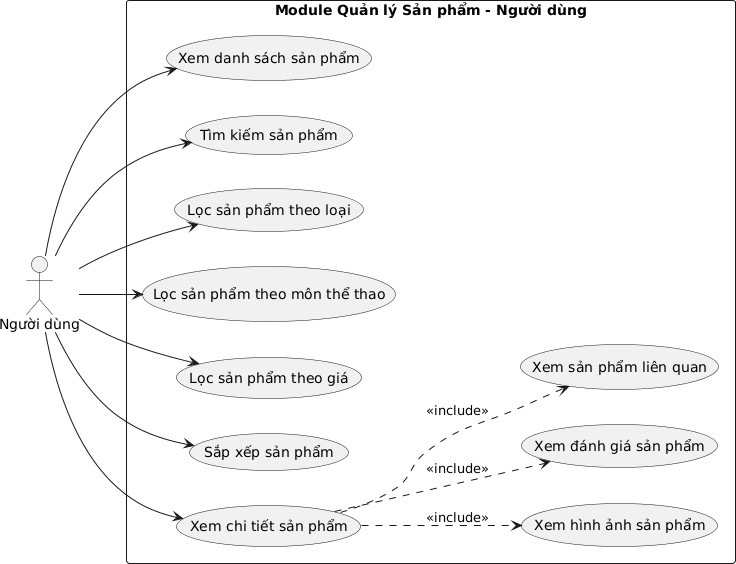 Module Quản lý Sản phẩm - Người dùng
Xem danh sách sản phẩm
Tìm kiếm sản phẩm
Lọc sản phẩm theo loại
Lọc sản phẩm theo môn thể thao
Người dùng
Lọc sản phẩm theo giá
Xem sản phẩm liên quan
«include»
Sắp xếp sản phẩm
Xem đánh giá sản phẩm
«include»
Xem chi tiết sản phẩm
«include»
Xem hình ảnh sản phẩm